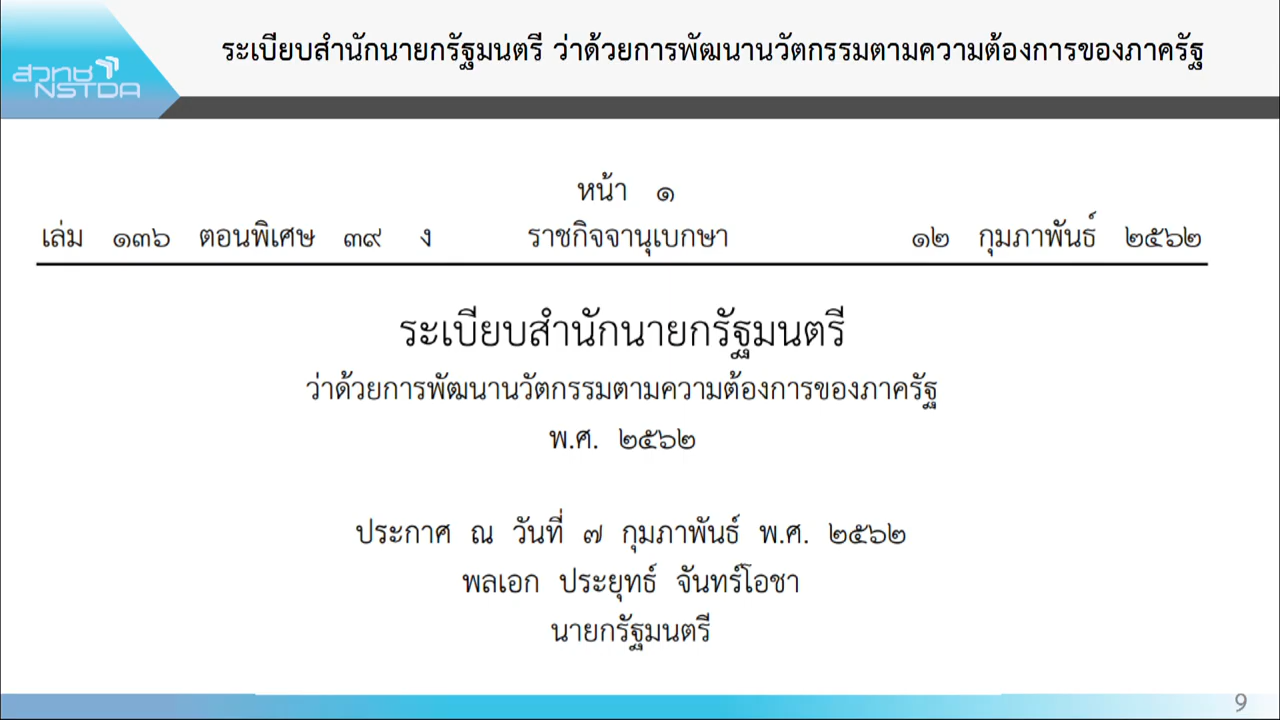 ระเบียบสำนักนายกรัฐมนตรี ว่าด้วยการพัฒนานวัตกรรมตามความต้องการของภาครัฐ
สวทช
NSTDA
หน้า ๑
เล่ม ๑๓๖ ตอนพิเศษ ๓๙ ง ราชกิจจานุเบกษา ๑๒ กุมภาพันธ์ ๒๕๖๒
ระเบียบสำนักนายกรัฐมนตรี
ว่าด้วยการพัฒนานวัตกรรมตามความต้องการของภาครัฐ
พ.ศ. ๒๕๖๒
ประกาศ ณ วันที่ ๗ กุมภาพันธ์ พ.ศ. ๒๕๖๒
พลเอก ประยุทธ์ จันทร์โอชา
นายกรัฐมนตรี
9